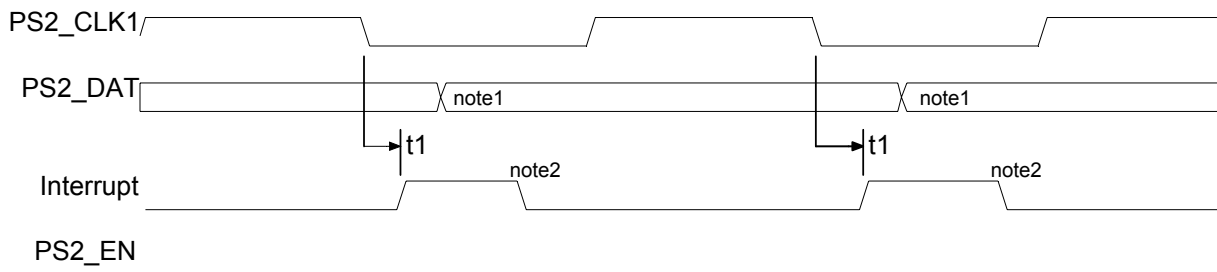 PS2_CLK1
PS2_DAT
note1 note1
t1 t1
Interrupt
note2 note2
PS2_EN